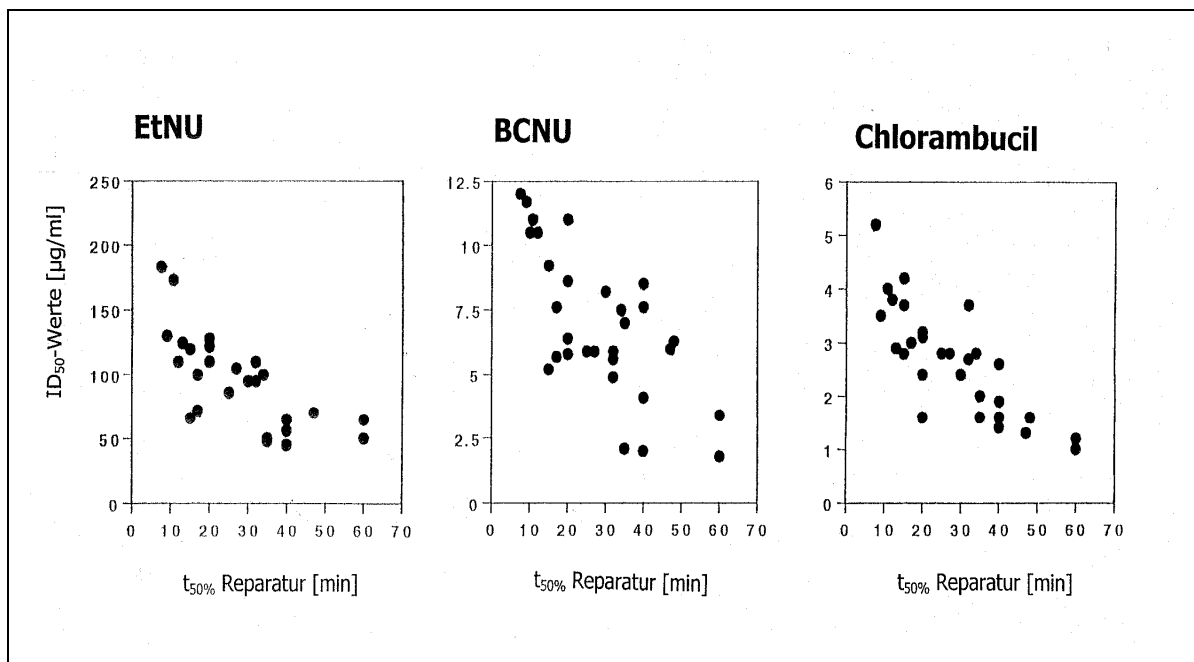 EtNU
BCNU
Chlorambucil
ID50-Werte [µg/ml]
250
200
150
100
50
0
0 10 20 30 40 50 60 70
t50% Reparatur [min]
12.5
10
7.5
5
2.5
0
0 10 20 30 40 50 60 70
t50% Reparatur [min]
6
5
4
3
2
1
0
0 10 20 30 40 50 60 70
t50% Reparatur [min]